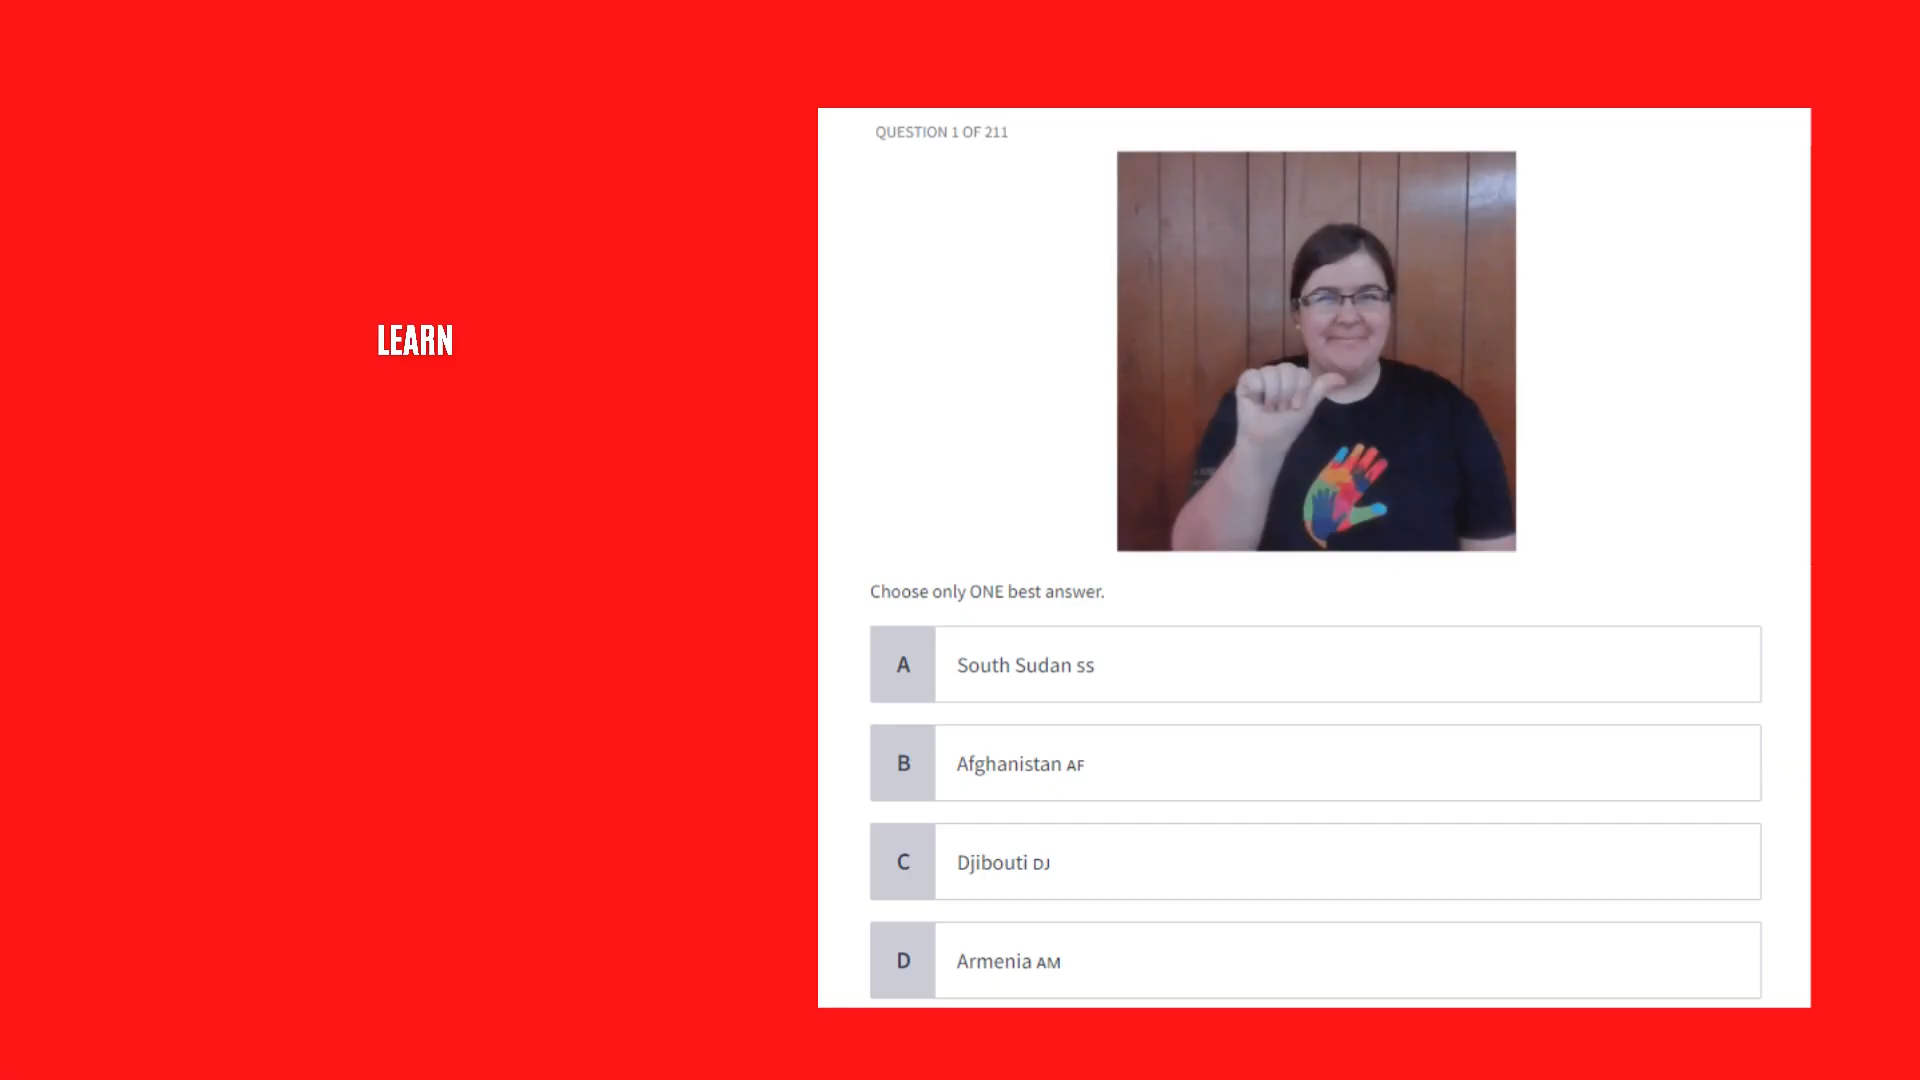 LEARN
QUESTION 1 OF 211
Choose only ONE best answer.
A South Sudan ss
B Afghanistan AF
C Djibouti DJ
D Armenia AM